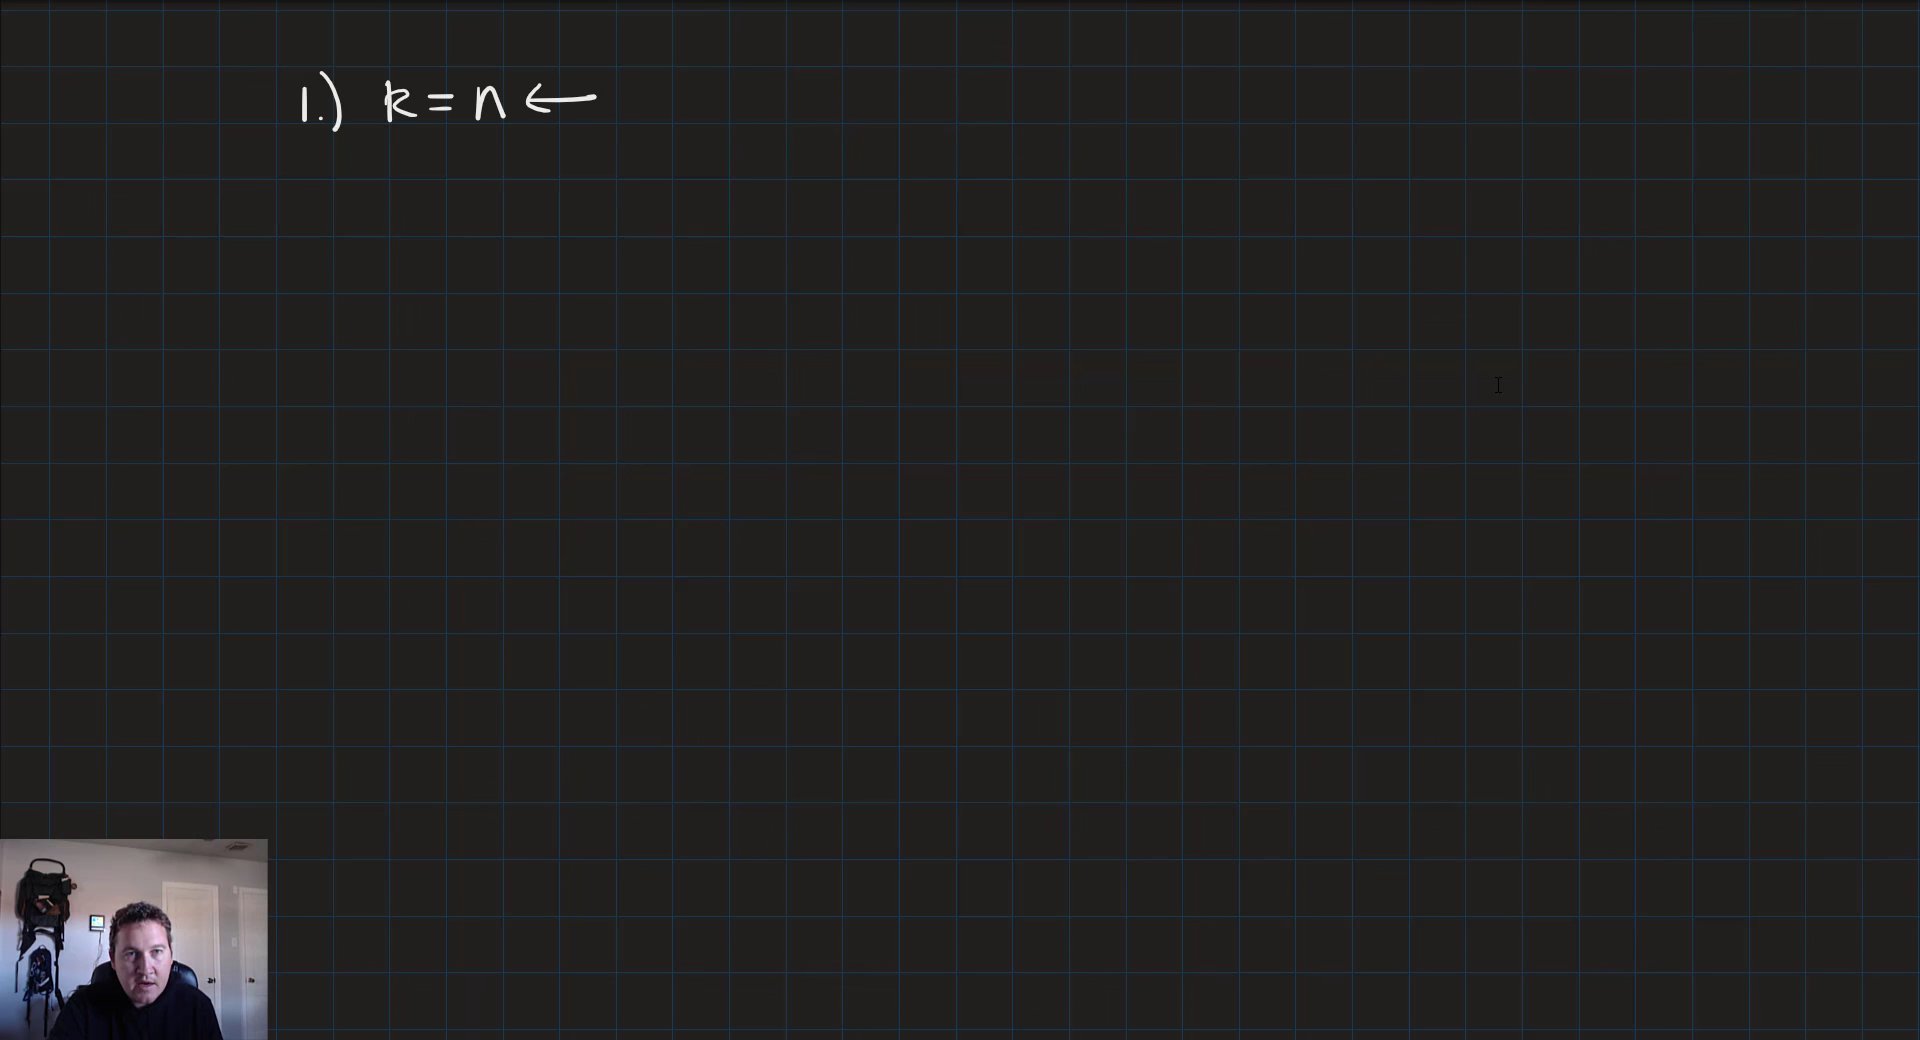 1.) k = n ←